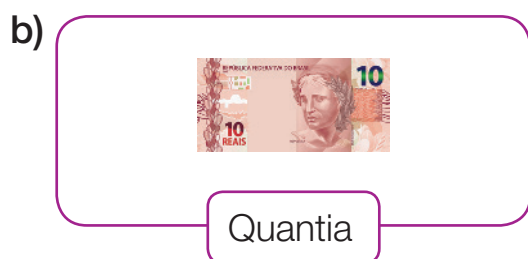 b)
REPÚBLICA FEDERATIVA DO BRASIL
10
10
REAIS
Quantia